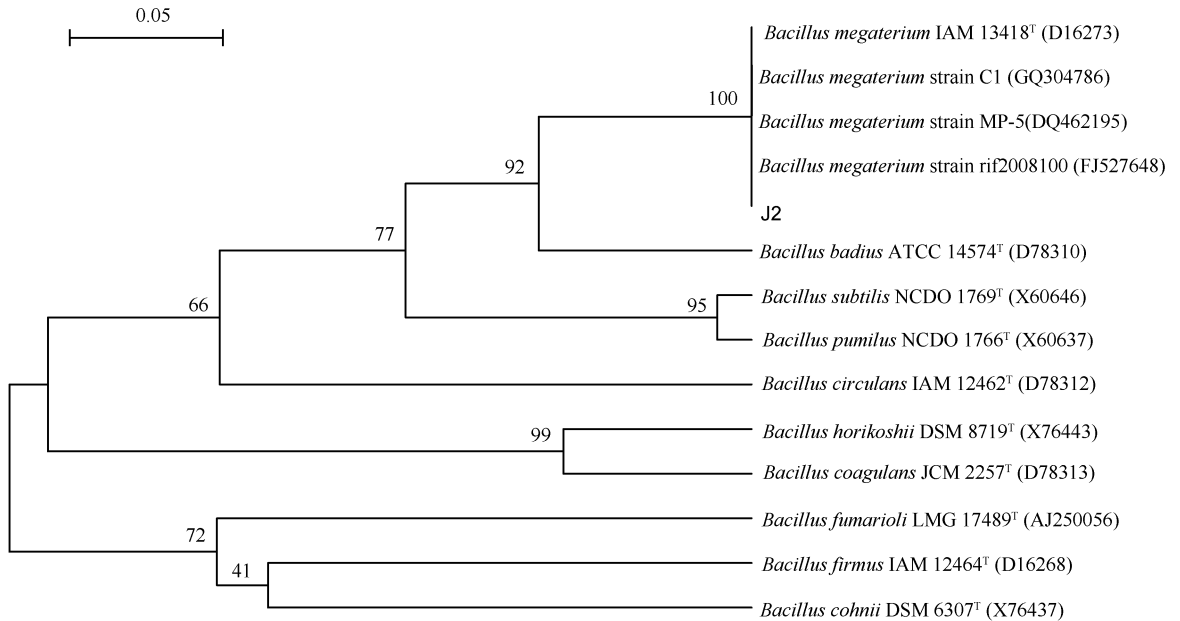 0.05
Bacillus megaterium IAM 13418ᵀ (D16273)
Bacillus megaterium strain C1 (GQ304786)
100
Bacillus megaterium strain MP-5(DQ462195)
92
Bacillus megaterium strain rif2008100 (FJ527648)
J2
77
Bacillus badius ATCC 14574ᵀ (D78310)
Bacillus subtilis NCDO 1769ᵀ (X60646)
66
95
Bacillus pumilus NCDO 1766ᵀ (X60637)
Bacillus circulans IAM 12462ᵀ (D78312)
Bacillus horikoshii DSM 8719ᵀ (X76443)
99
Bacillus coagulans JCM 2257ᵀ (D78313)
Bacillus fumarioli LMG 17489ᵀ (AJ250056)
72
Bacillus firmus IAM 12464ᵀ (D16268)
41
Bacillus cohnii DSM 6307ᵀ (X76437)